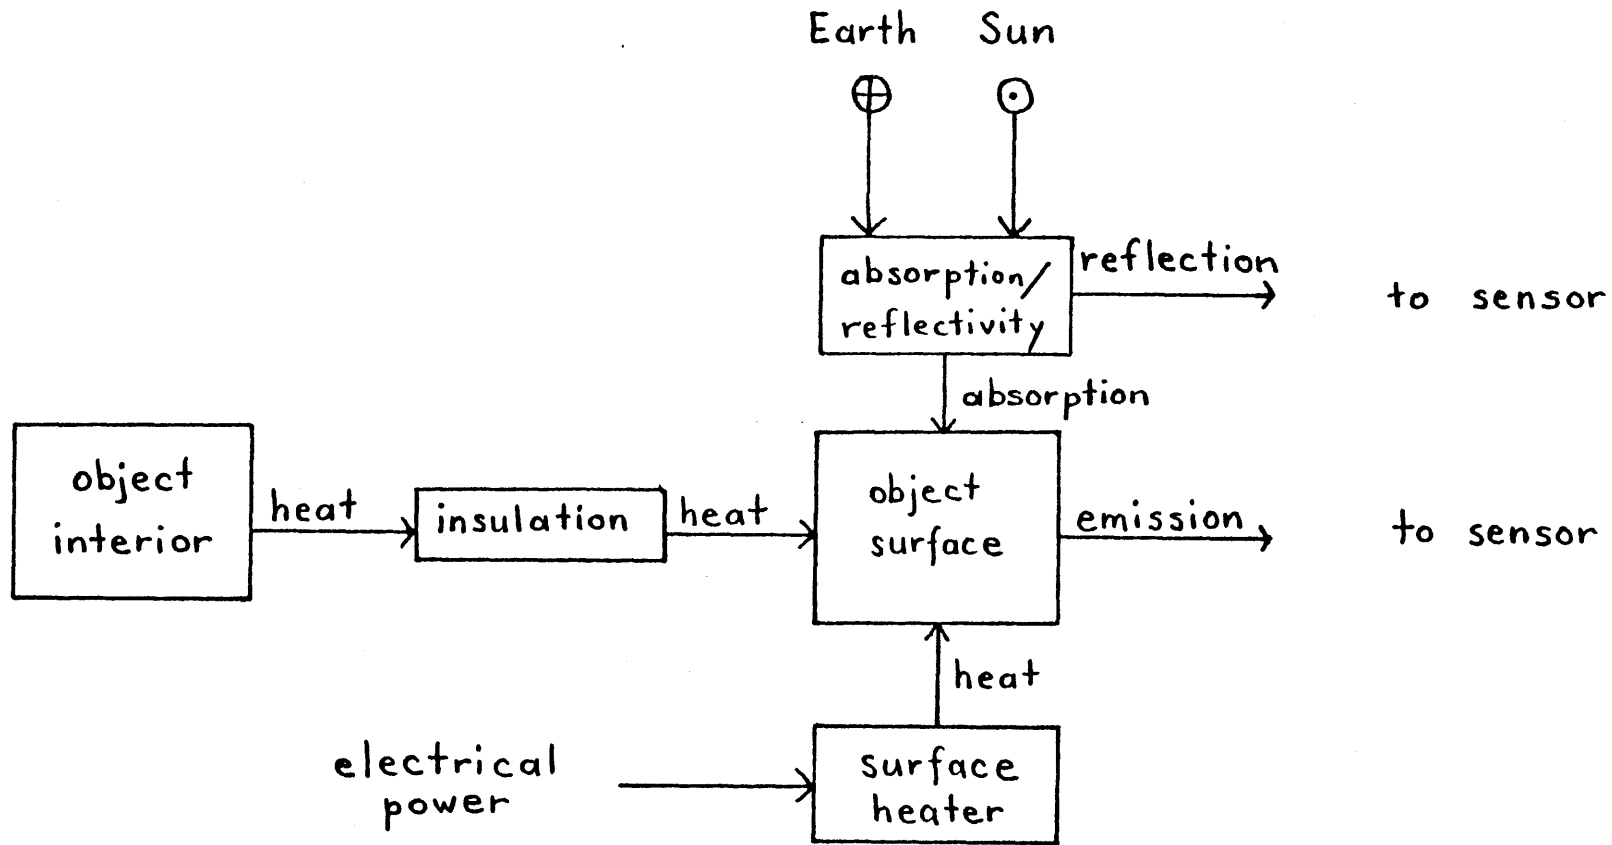 Earth Sun
absorption/
reflectivity
reflection
to sensor
absorption
object
interior
heat
insulation
heat
object
surface
emission
to sensor
heat
electrical
power
surface
heater